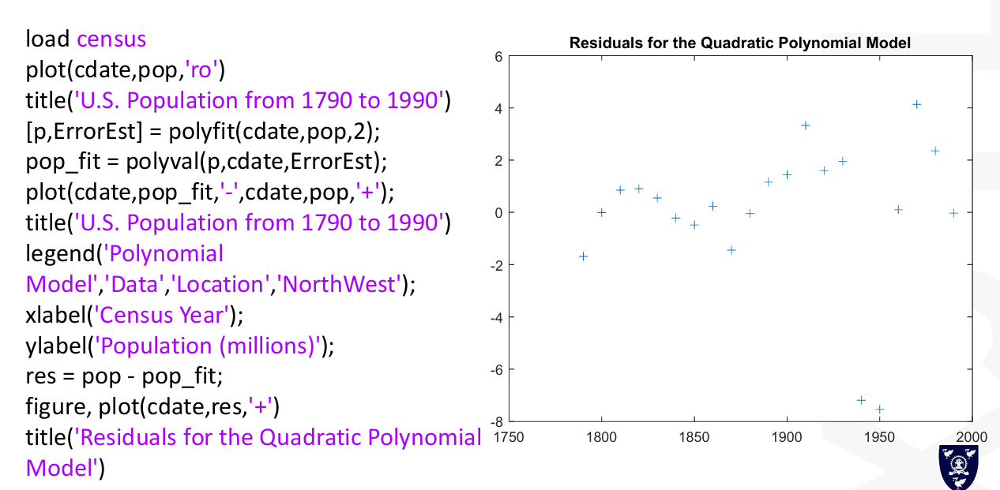 load census
plot(cdate,pop,'ro')
title('U.S. Population from 1790 to 1990')
[p,ErrorEst] = polyfit(cdate,pop,2);
pop_fit = polyval(p,cdate,ErrorEst);
plot(cdate,pop_fit,'-',cdate,pop,'+');
title('U.S. Population from 1790 to 1990')
legend('Polynomial
Model','Data','Location','NorthWest');
xlabel('Census Year');
ylabel('Population (millions)');
res = pop - pop_fit;
figure, plot(cdate,res,'+')
title('Residuals for the Quadratic Polynomial
Model')
Residuals for the Quadratic Polynomial Model
6
4
2
0
-2
-4
-6
-8
1750 1800 1850 1900 1950 2000